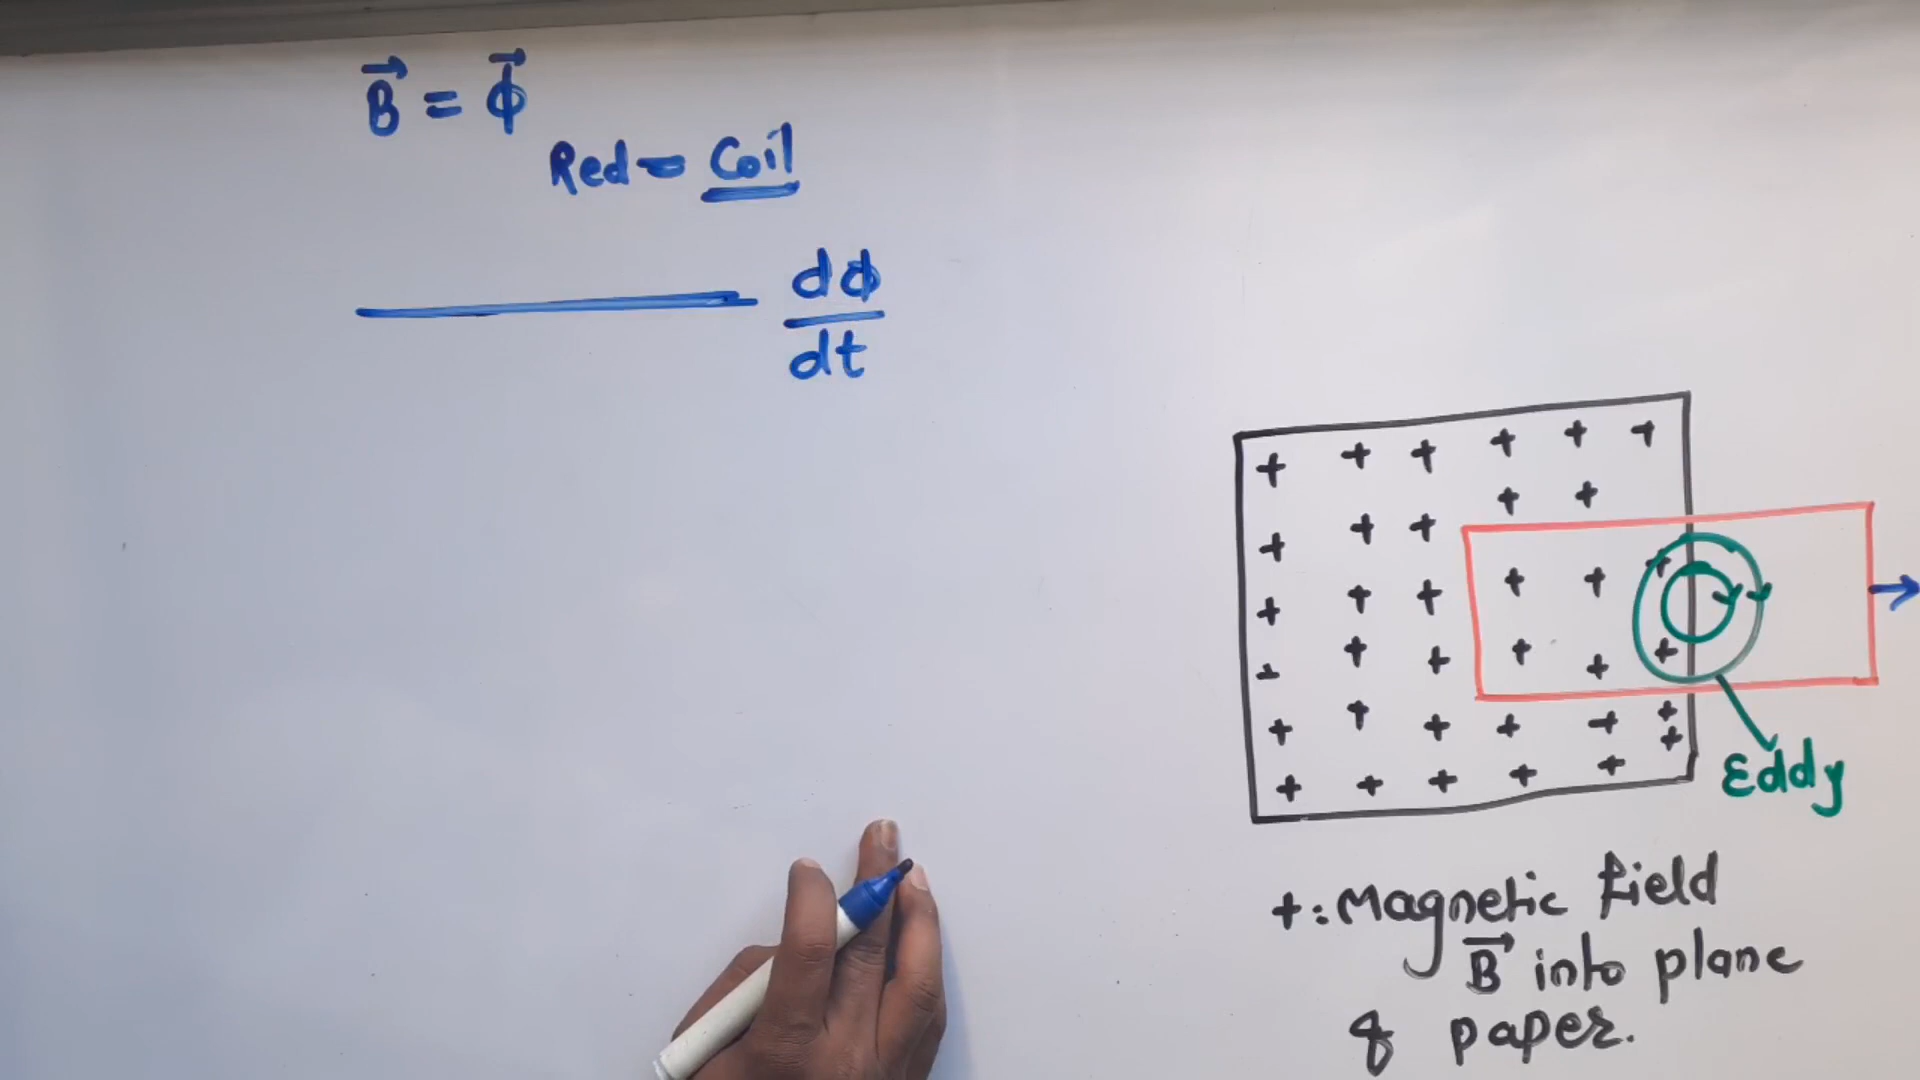 B⃗ = ϕ⃗
Red = Coil
dϕ
dt
Eddy
+: Magnetic field
B⃗ into plane
of paper.